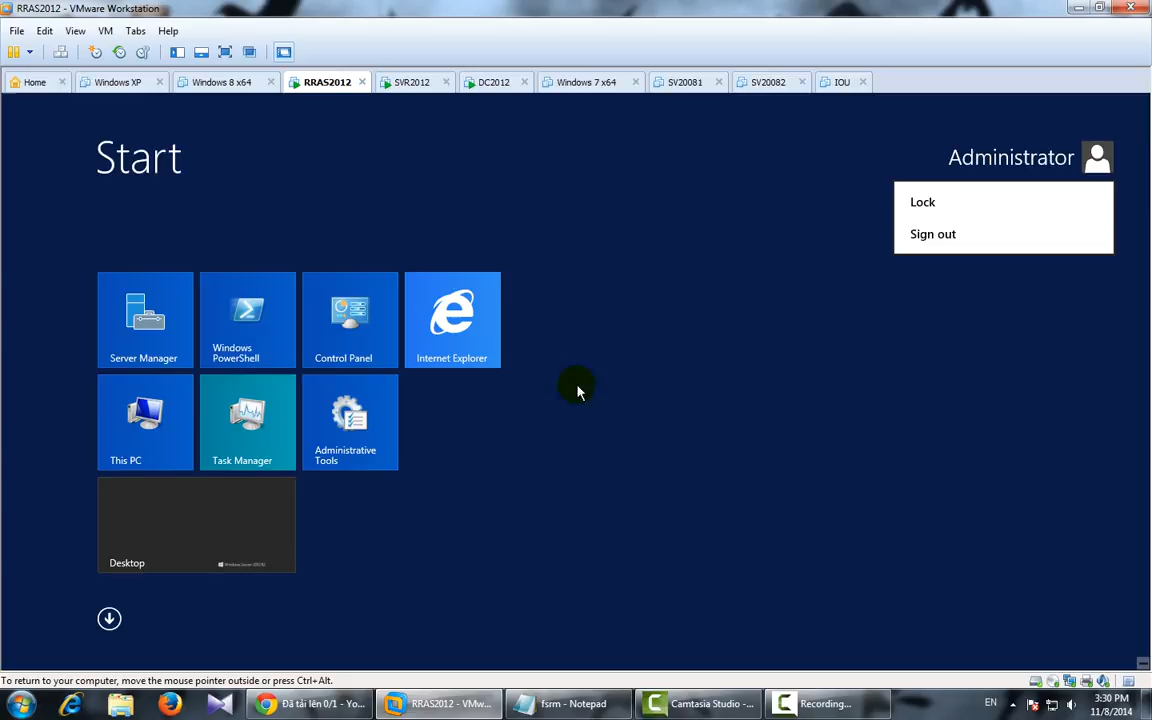 RRAS2012 - VMware Workstation
File Edit View VM Tabs Help
Home Windows XP Windows 8 x64 RRAS2012 SVR2012 DC2012 Windows 7 x64 SV20081 SV20082 IOU
Start
Administrator
Lock
Sign out
Server Manager
Windows PowerShell
Control Panel
Internet Explorer
This PC
Task Manager
Administrative Tools
Desktop
To return to your computer, move the mouse pointer outside or press Ctrl+Alt.
Đã tải lên 0/1 - Yo... RRAS2012 - VMw... fsrm - Notepad Camtasia Studio -... Recording... EN 3:30 PM
11/8/2014